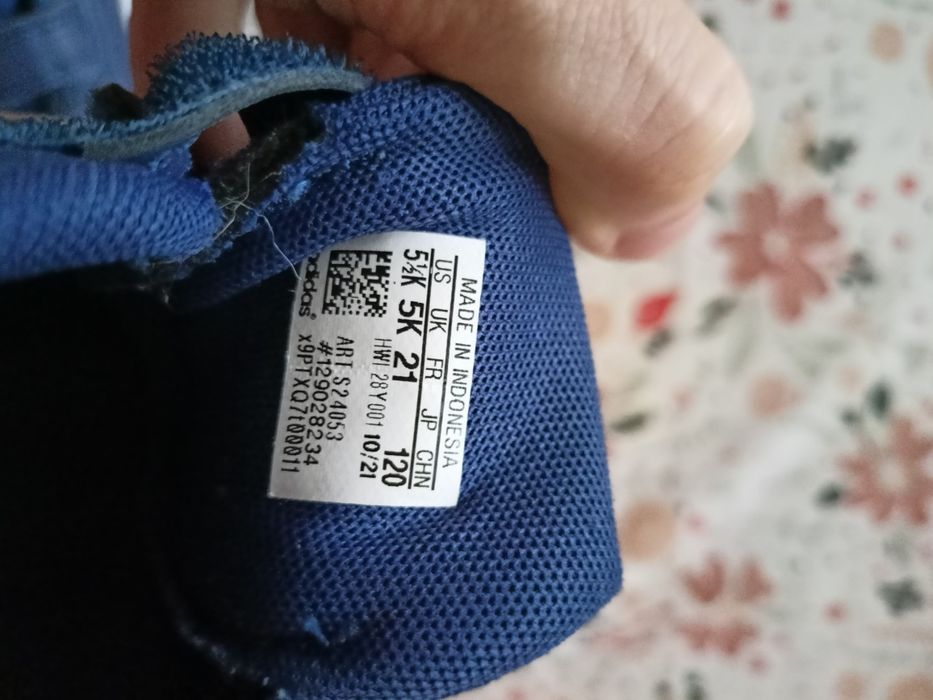 MADE IN INDONESIA
US UK FR JP CHN
5½K 5K 21 120
HWI 28Y001 10/21
ART S24053
#129028234
x9PTXQ7t00011
adidas®